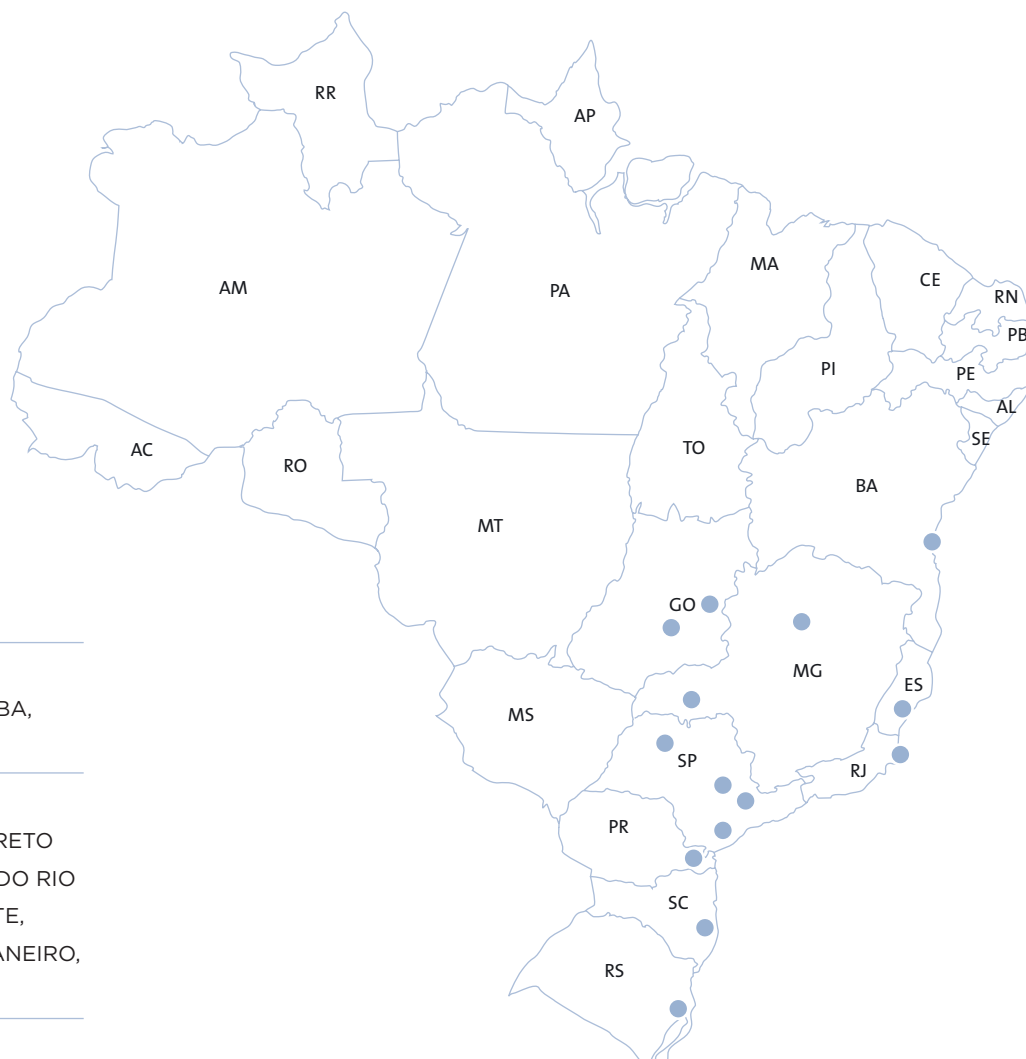 RR
AP
AM
PA
MA
CE
RN
PB
PI
PE
AL
SE
AC
RO
TO
BA
MT
GO
MG
ES
MS
SP
RJ
PR
SC
RS
BA,
RETO
DO RIO
TE,
ANEIRO,